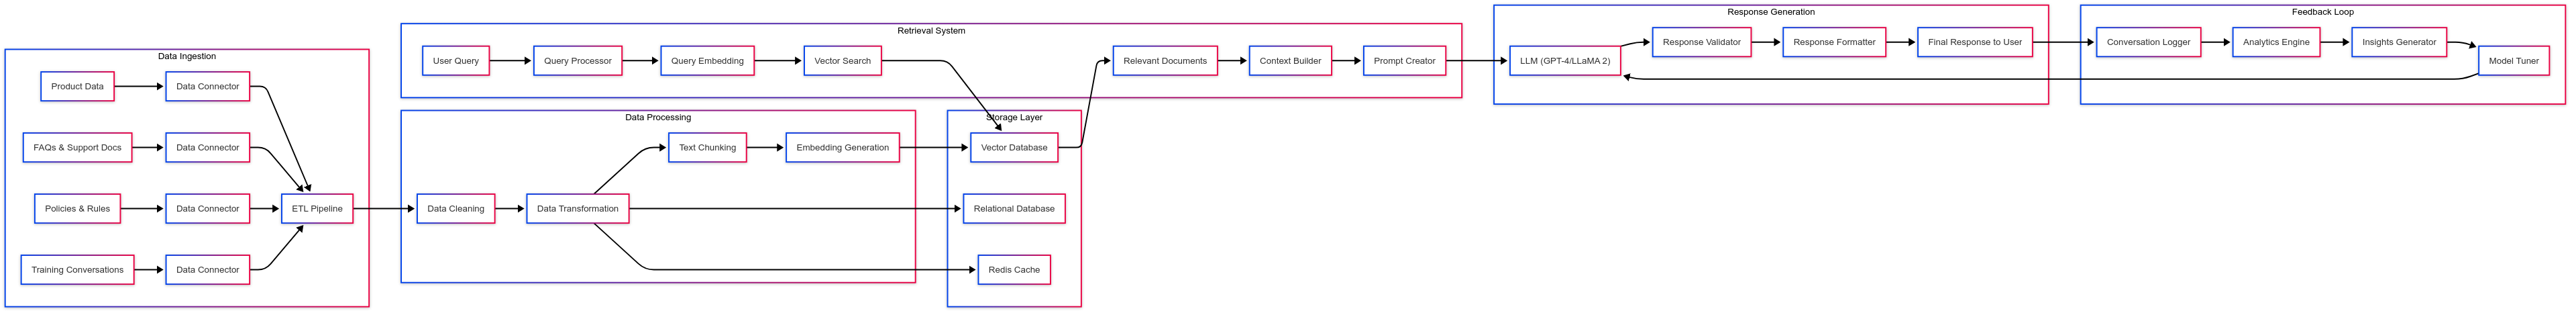 Data Ingestion
Product Data
Data Connector
FAQs & Support Docs
Data Connector
Policies & Rules
Data Connector
ETL Pipeline
Training Conversations
Data Connector
Retrieval System
User Query
Query Processor
Query Embedding
Vector Search
Relevant Documents
Context Builder
Prompt Creator
Data Processing
Text Chunking
Embedding Generation
Data Cleaning
Data Transformation
Storage Layer
Vector Database
Relational Database
Redis Cache
Response Generation
LLM (GPT-4/LLaMA 2)
Response Validator
Response Formatter
Final Response to User
Feedback Loop
Conversation Logger
Analytics Engine
Insights Generator
Model Tuner